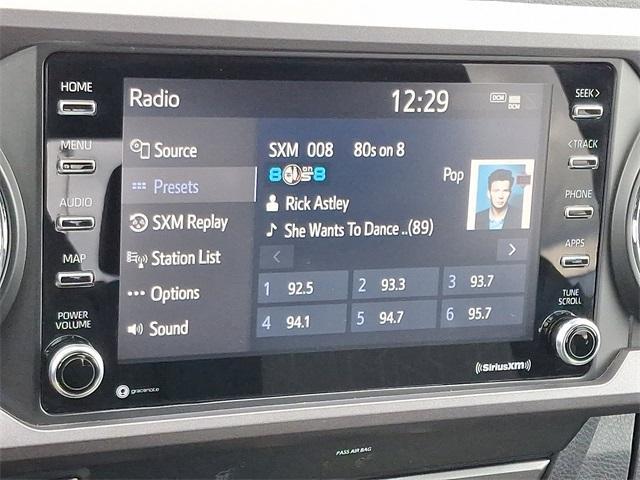 HOME
MENU
AUDIO
MAP
POWER
VOLUME
Radio
12:29
DCM
DCM
Source
Presets
SXM Replay
Station List
Options
Sound
SXM 008 80s on 8
8on8
Pop
Rick Astley
She Wants To Dance ..(89)
<
>
1 92.5
2 93.3
3 93.7
4 94.1
5 94.7
6 95.7
SEEK>
<TRACK
PHONE
APPS
TUNE
SCROLL
gracenote
((SiriusXM))
PASS AIR BAG